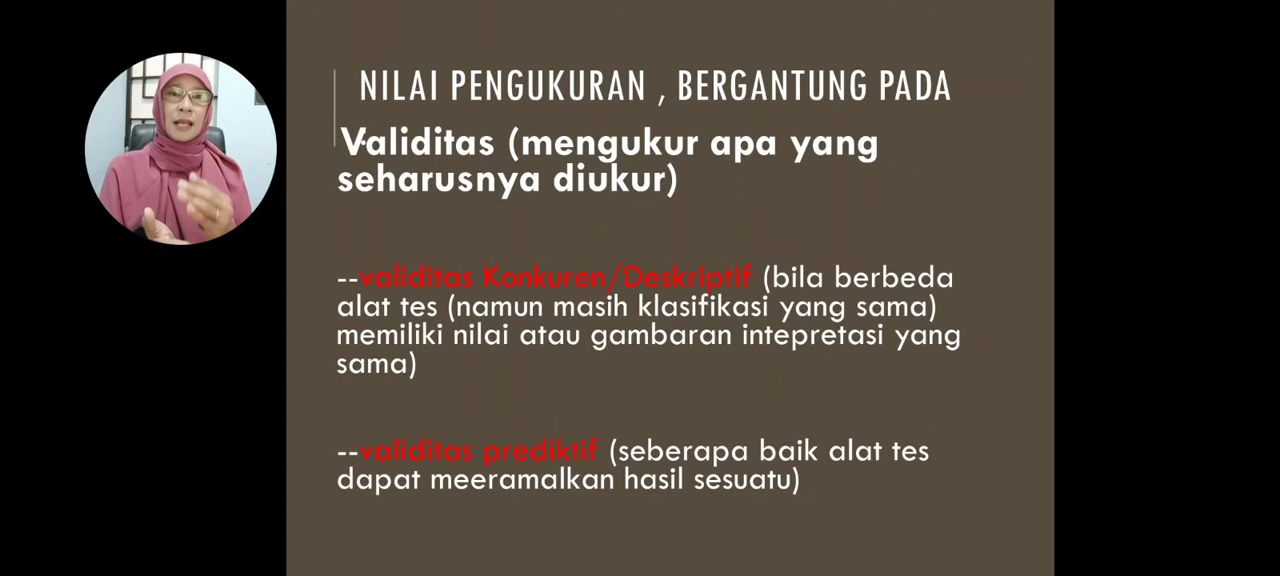 NILAI PENGUKURAN , BERGANTUNG PADA
Validitas (mengukur apa yang
seharusnya diukur)
--validitas Konkuren/Deskriptif (bila berbeda
alat tes (namun masih klasifikasi yang sama)
memiliki nilai atau gambaran intepretasi yang
sama)
--validitas prediktif (seberapa baik alat tes
dapat meeramalkan hasil sesuatu)